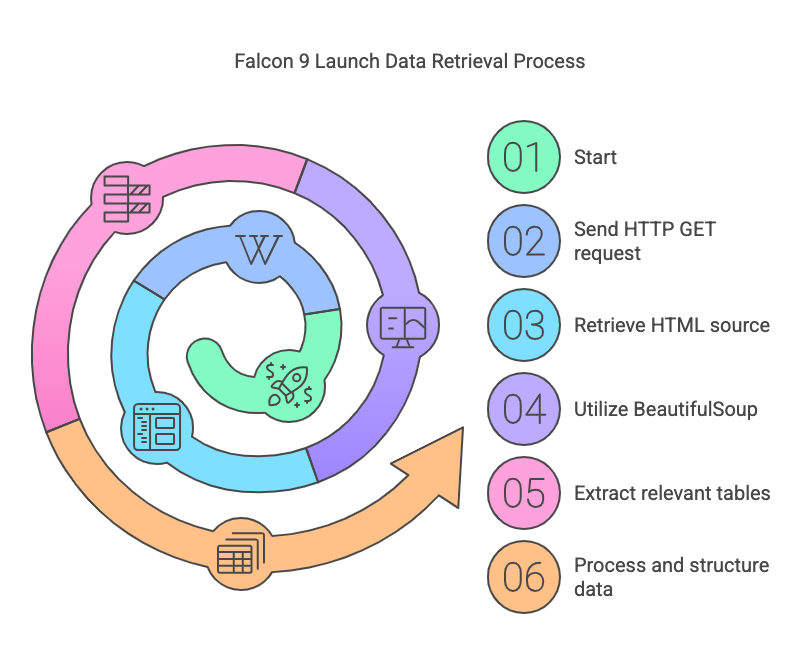 Falcon 9 Launch Data Retrieval Process
01
Start
02
Send HTTP GET
request
03
Retrieve HTML source
04
Utilize BeautifulSoup
05
Extract relevant tables
06
Process and structure
data
W
$
$